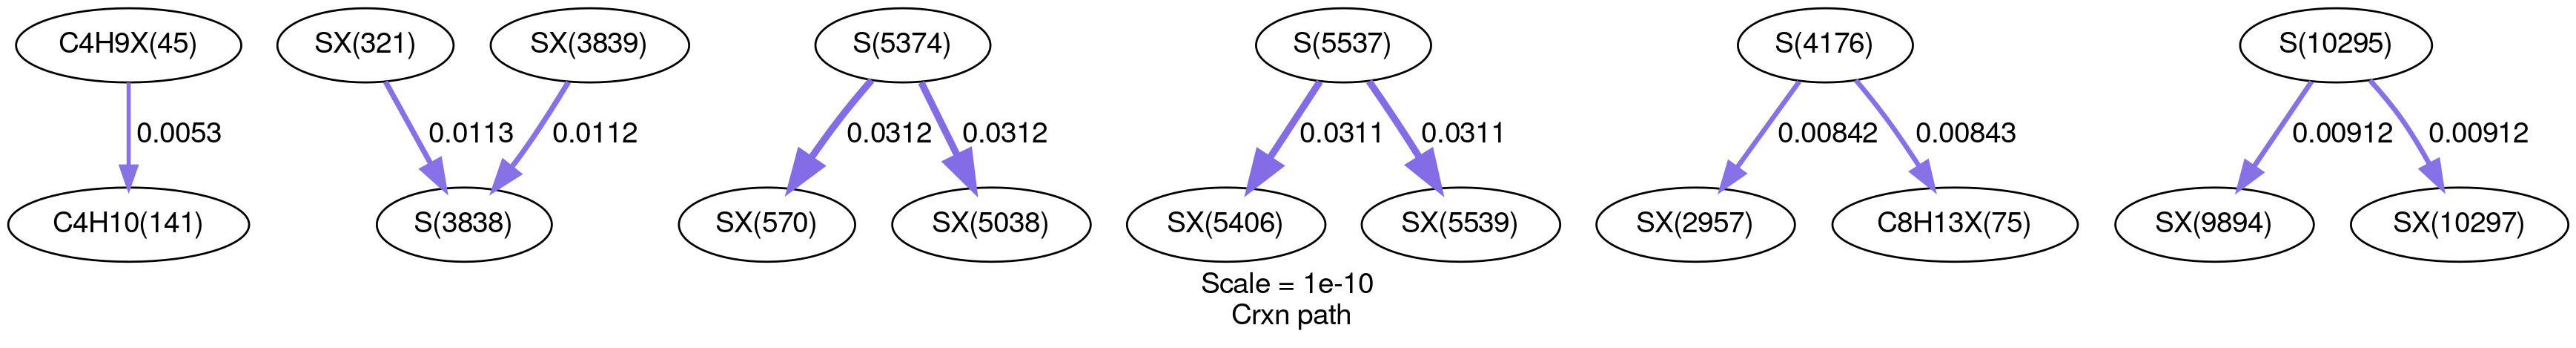 C4H9X(45)
SX(321)
SX(3839)
S(5374)
S(5537)
S(4176)
S(10295)
0.0053
0.0113
0.0112
0.0312
0.0312
0.0311
0.0311
0.00842
0.00843
0.00912
0.00912
C4H10(141)
S(3838)
SX(570)
SX(5038)
SX(5406)
SX(5539)
SX(2957)
C8H13X(75)
SX(9894)
SX(10297)
Scale = 1e-10
Crxn path